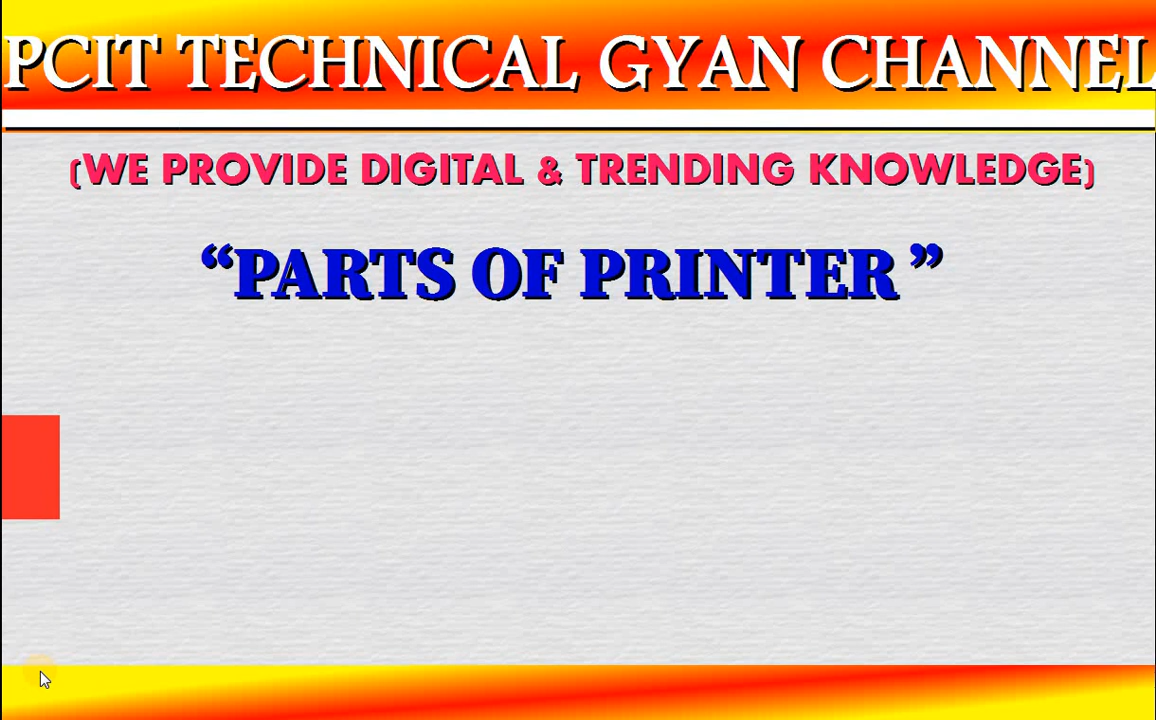 PCIT TECHNICAL GYAN CHANNEL
(WE PROVIDE DIGITAL & TRENDING KNOWLEDGE)
“PARTS OF PRINTER”